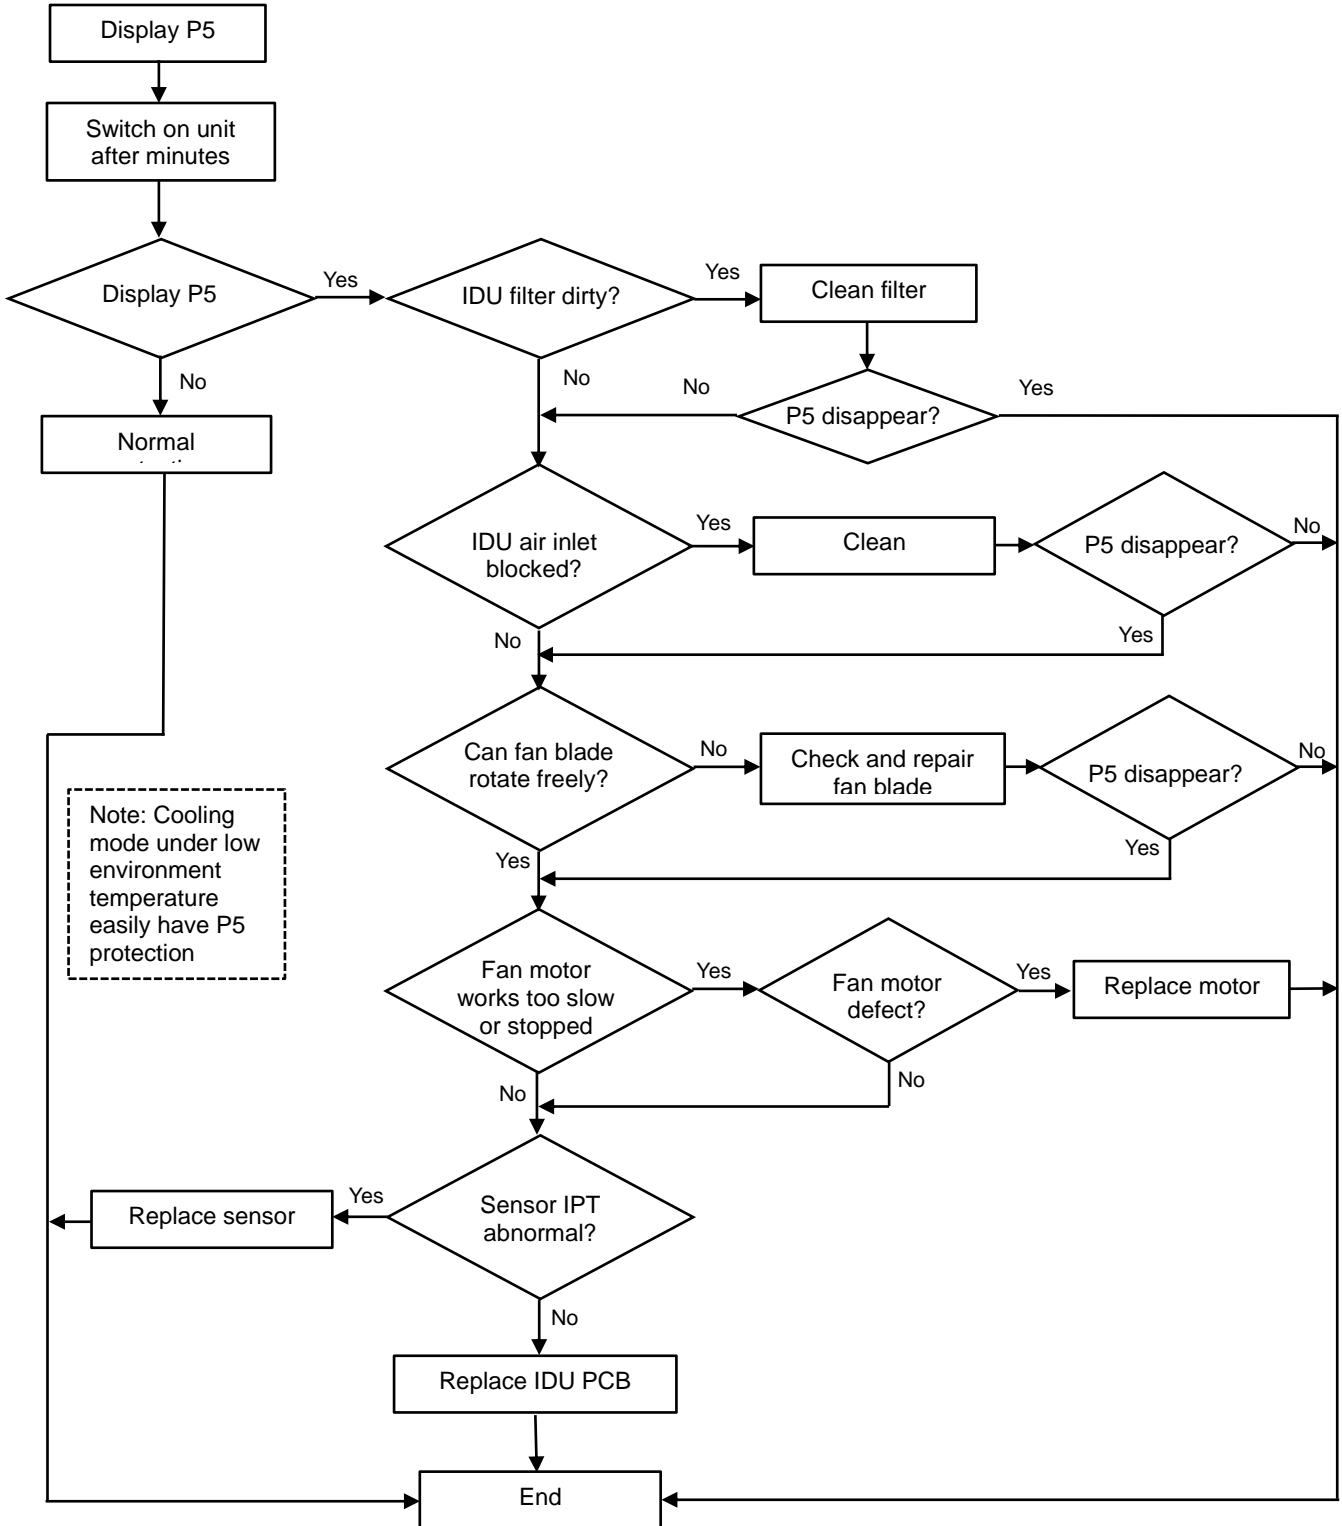 Display P5
Switch on unit
after minutes
Display P5
Yes
IDU filter dirty?
Yes
Clean filter
No
No
No
P5 disappear?
Yes
Normal
IDU air inlet
blocked?
Yes
Clean
P5 disappear?
No
No
Yes
Can fan blade
rotate freely?
No
Check and repair
fan blade
P5 disappear?
No
Yes
Yes
Note: Cooling
mode under low
environment
temperature
easily have P5
protection
Fan motor
works too slow
or stopped
Yes
Fan motor
defect?
Yes
Replace motor
No
No
Sensor IPT
abnormal?
Yes
Replace sensor
No
Replace IDU PCB
End